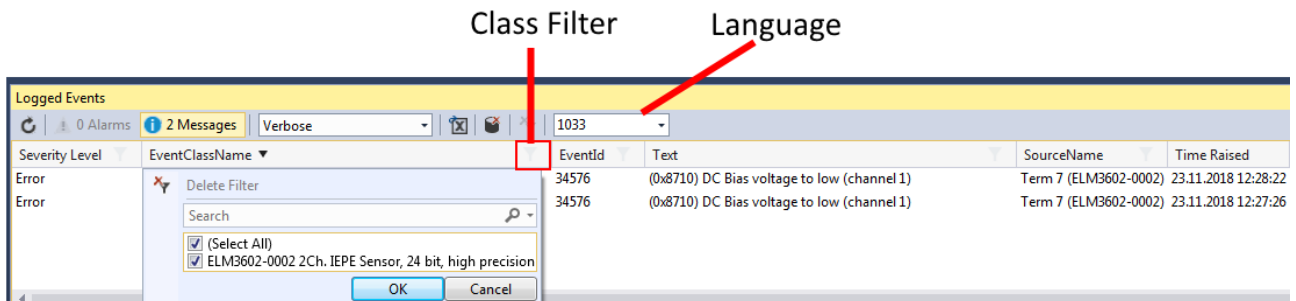 Class Filter Language
Logged Events
0 Alarms 2 Messages Verbose 1033
Severity Level EventClassName EventId Text SourceName Time Raised
Error 34576 (0x8710) DC Bias voltage to low (channel 1) Term 7 (ELM3602-0002) 23.11.2018 12:28:22
Error 34576 (0x8710) DC Bias voltage to low (channel 1) Term 7 (ELM3602-0002) 23.11.2018 12:27:26
Delete Filter
Search
(Select All)
ELM3602-0002 2Ch. IEPE Sensor, 24 bit, high precision
OK Cancel